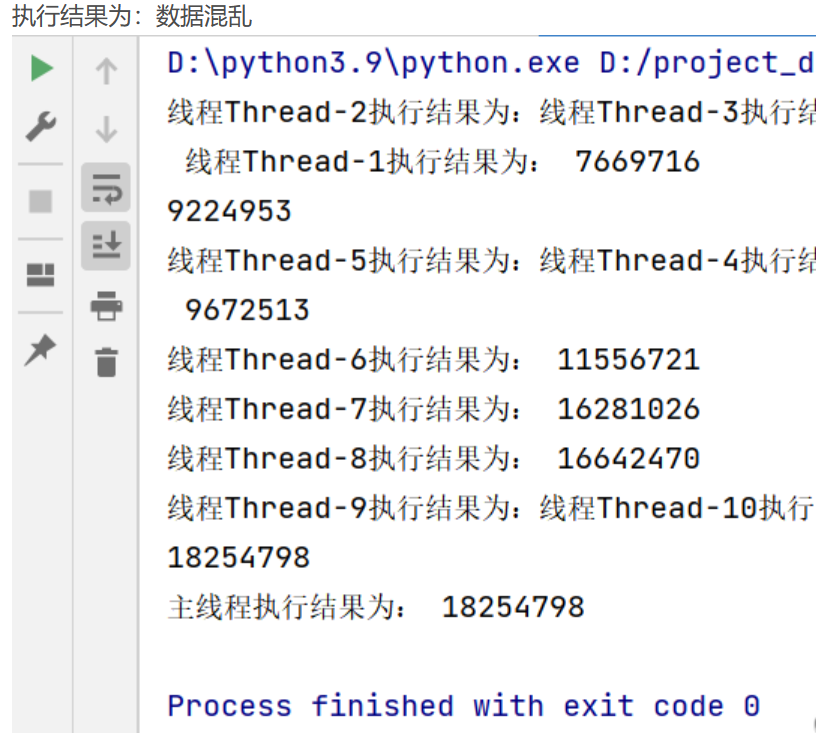 执行结果为：数据混乱
D:\python3.9\python.exe D:/project_d
线程Thread-2执行结果为：线程Thread-3执行结
线程Thread-1执行结果为： 7669716
9224953
线程Thread-5执行结果为：线程Thread-4执行结
9672513
线程Thread-6执行结果为： 11556721
线程Thread-7执行结果为： 16281026
线程Thread-8执行结果为： 16642470
线程Thread-9执行结果为：线程Thread-10执行
18254798
主线程执行结果为： 18254798
Process finished with exit code 0